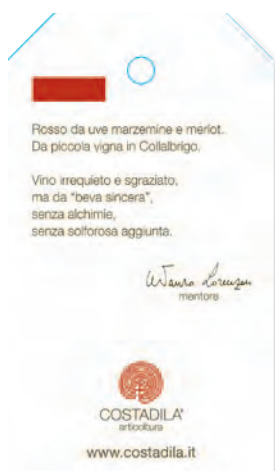 Rosso da uve marzemine e merlot.
Da piccola vigna in Collalbrigo.
Vino irrequieto e sgraziato,
ma da "beva sincera",
senza alchimie,
senza solforosa aggiunta.
mentore
COSTADILA'
articoltura
www.costadila.it